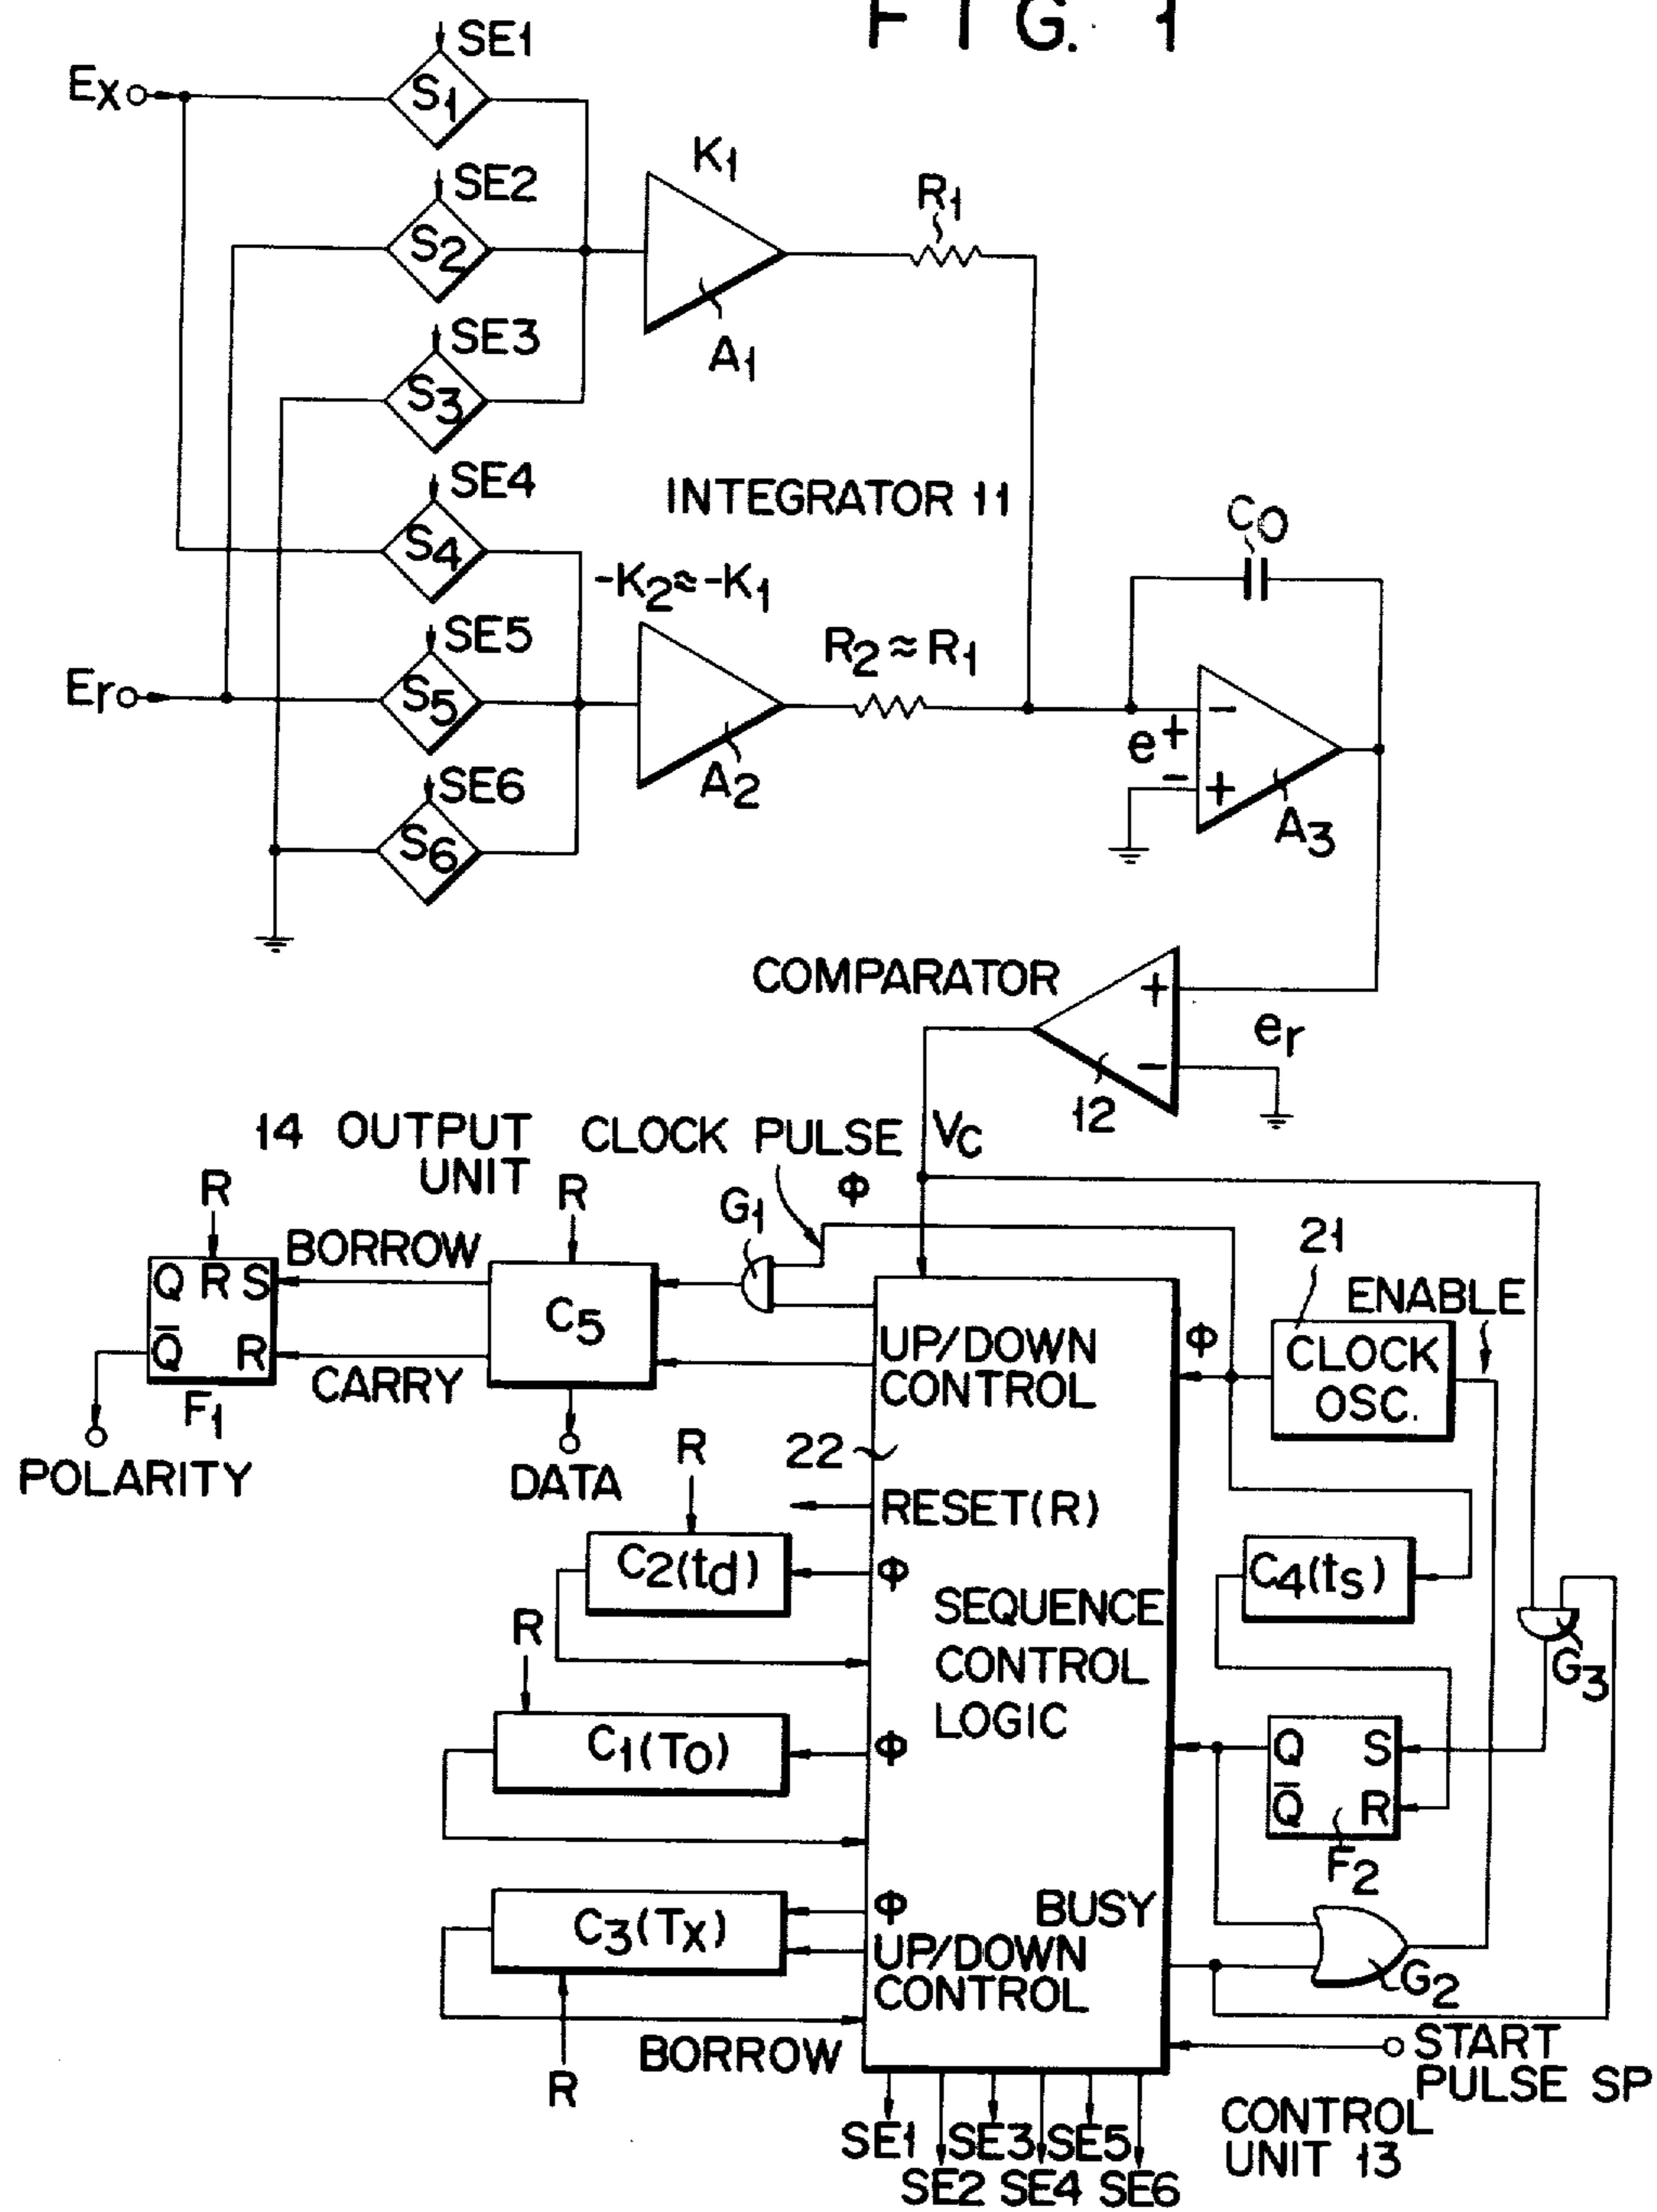 FIG. 1
SE1
Ex
S1
K1
SE2
R1
S2
SE3
A1
S3
SE4
INTEGRATOR 11
C0
S4
-K2≈-K1
SE5
R2≈R1
Er
S5
−
e
+
−
+
A2
A3
SE6
S6
COMPARATOR
+
er
−
12
14 OUTPUT
UNIT
CLOCK PULSE
Φ
VC
R
R
G1
21
BORROW
ENABLE
Q R S
C5
Φ
CLOCK
OSC.
UP/DOWN
CONTROL
Q̄ R
CARRY
F1
R
22
POLARITY
DATA
RESET(R)
C2(td)
Φ
C4(ts)
SEQUENCE
CONTROL
LOGIC
R
G3
C1(To)
Φ
Q S
Q̄ R
F2
Φ
BUSY
C3(Tx)
UP/DOWN
CONTROL
G2
BORROW
R
START
PULSE SP
CONTROL
UNIT 13
SE1 SE3 SE5
SE2 SE4 SE6